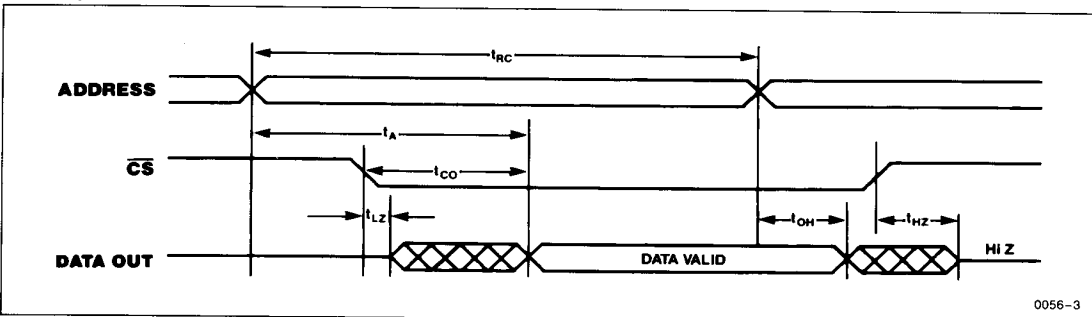 tRC
ADDRESS
tA
CS
tCO
tLZ
tOH
tHZ
DATA OUT
DATA VALID
Hi Z
0056-3